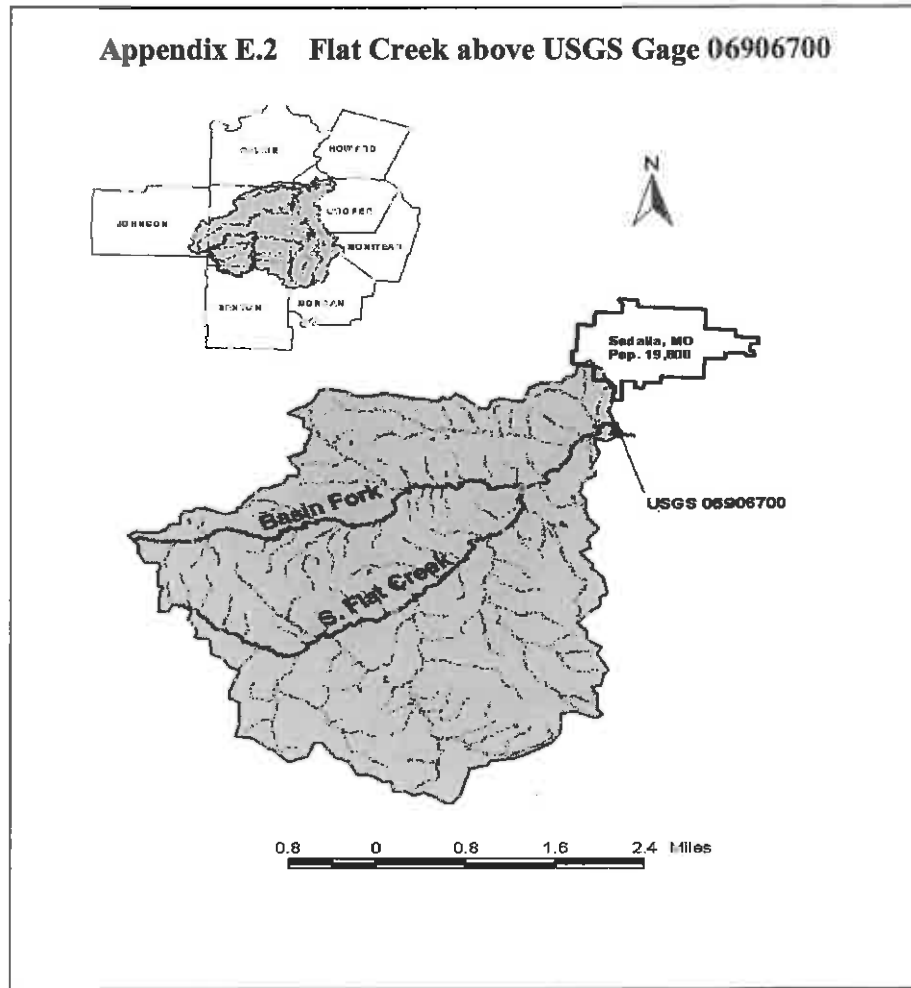 Appendix E.2 Flat Creek above USGS Gage 06906700
HOWARD
COOPER
JOHNSON
MONITEAU
BENTON
MORGAN
N
Sedalia, MO
Pop. 19,800
USGS 06906700
Basin Fork
S. Flat Creek
0.8 0 0.8 1.6 2.4 Miles